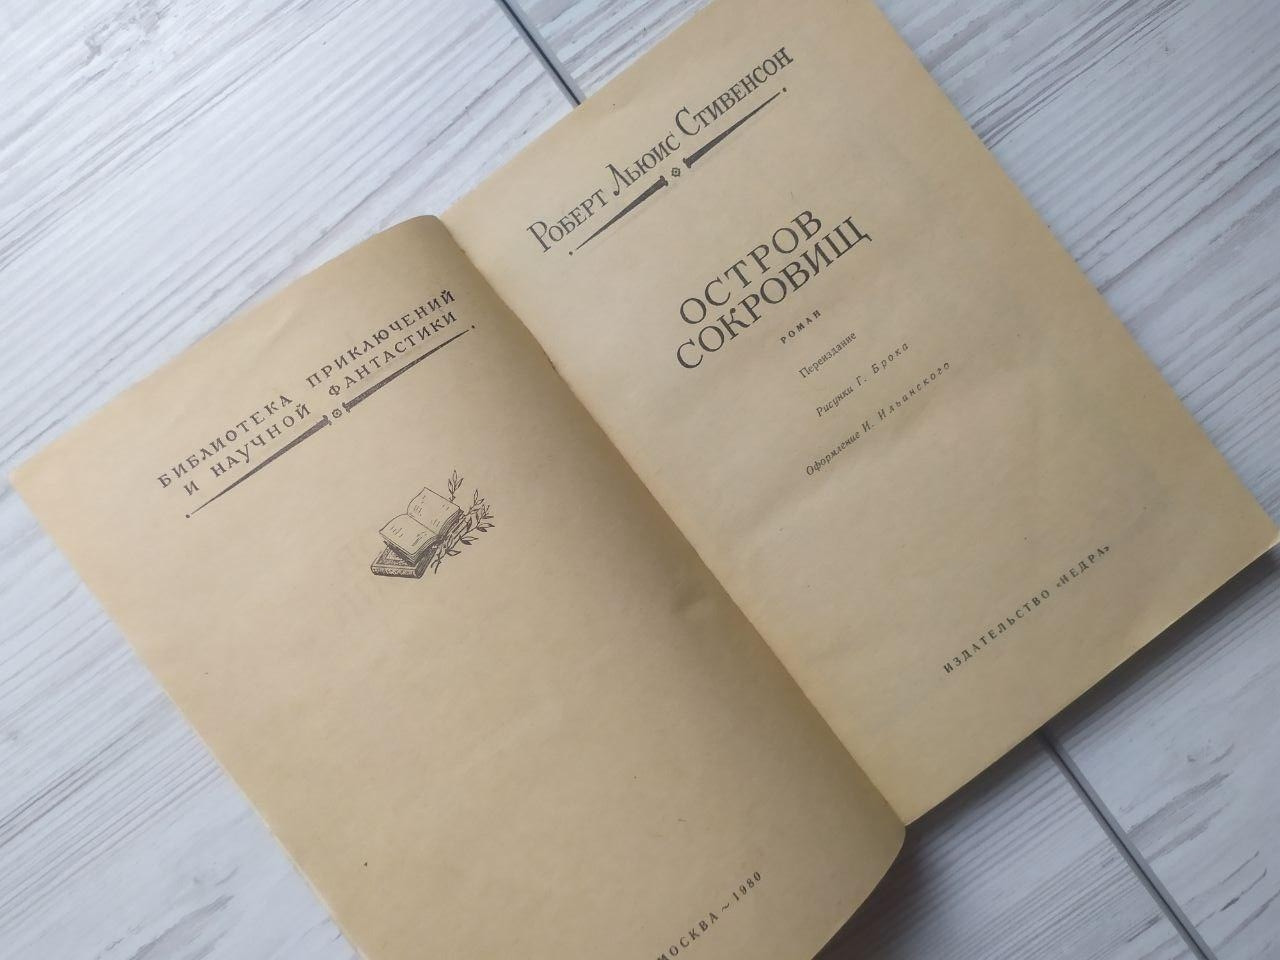 БИБЛИОТЕКА ПРИКЛЮЧЕНИЙ
И НАУЧНОЙ ФАНТАСТИКИ
МОСКВА ~ 1980
Роберт Льюис Стивенсон
ОСТРОВ
СОКРОВИЩ
РОМАН
Переиздание
Рисунки Г. Брока
Оформление И. Ильинского
ИЗДАТЕЛЬСТВО «НЕДРА»